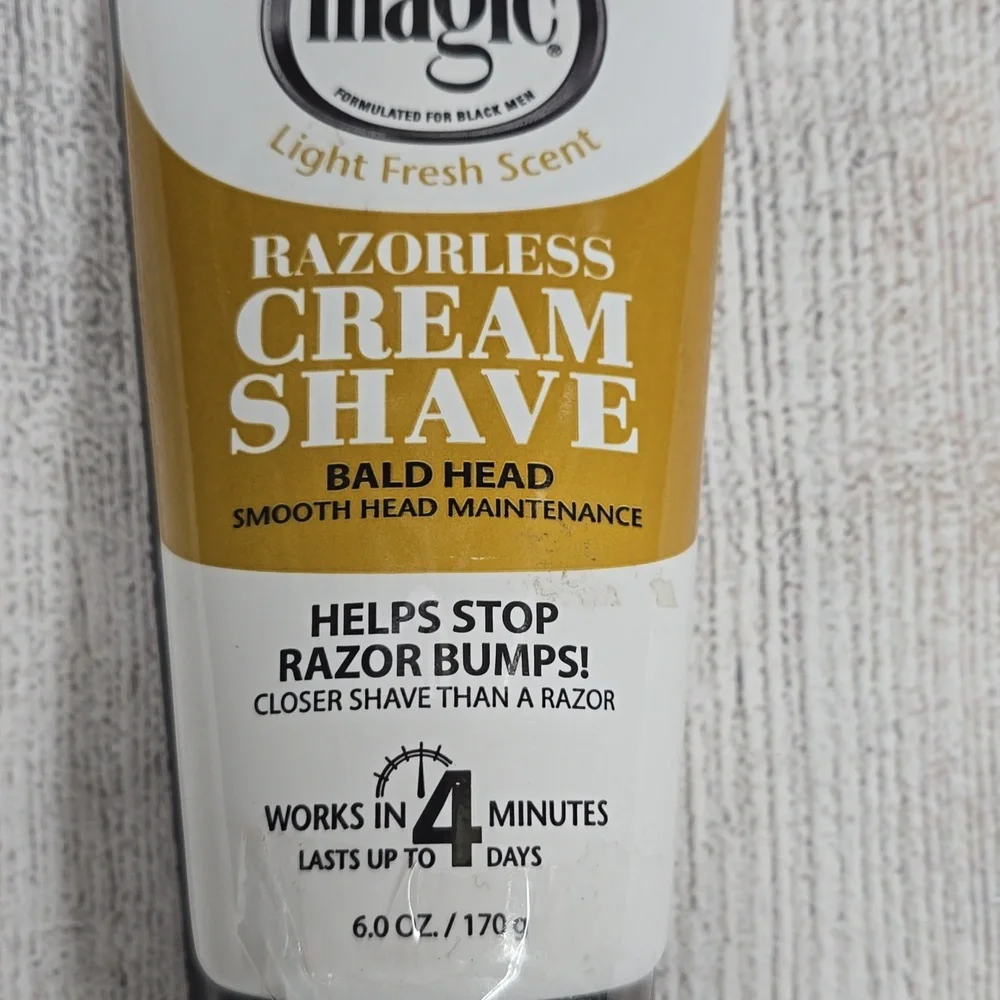 magic®
FORMULATED FOR BLACK MEN
Light Fresh Scent
RAZORLESS
CREAM
SHAVE
BALD HEAD
SMOOTH HEAD MAINTENANCE
HELPS STOP
RAZOR BUMPS!
CLOSER SHAVE THAN A RAZOR
WORKS IN 4 MINUTES
LASTS UP TO 4 DAYS
6.0 OZ. / 170 g